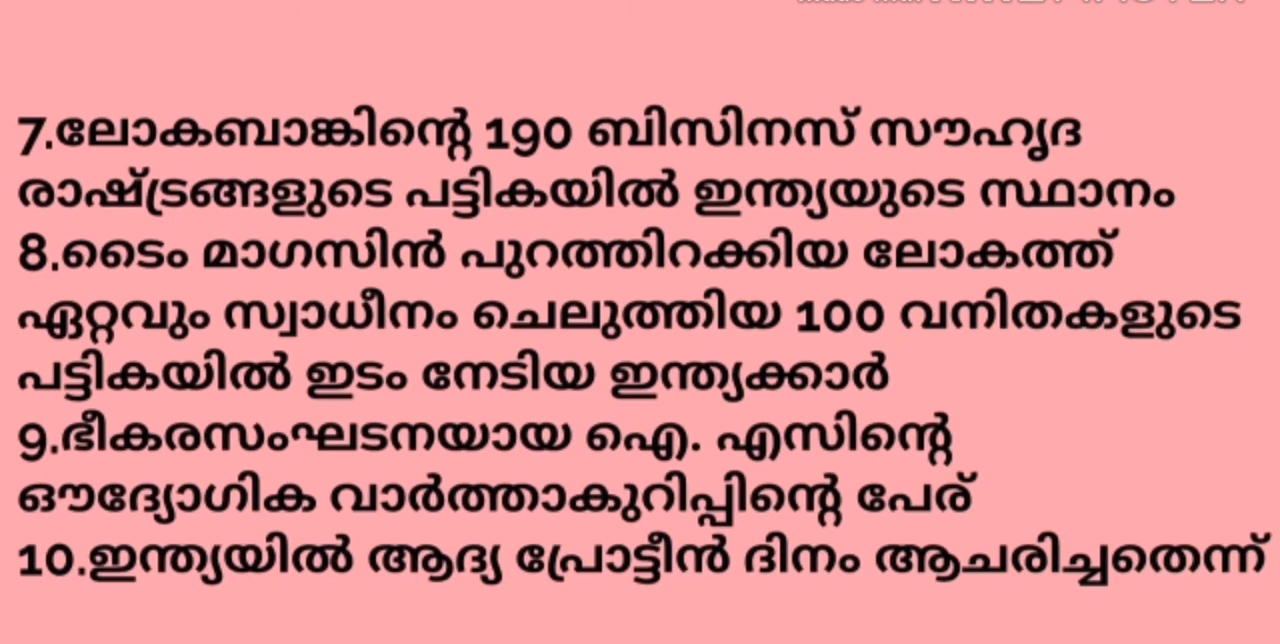 7.ലോകബാങ്കിന്റെ 190 ബിസിനസ് സൗഹൃദ
രാഷ്ട്രങ്ങളുടെ പട്ടികയിൽ ഇന്ത്യയുടെ സ്ഥാനം
8.ടൈം മാഗസിൻ പുറത്തിറക്കിയ ലോകത്ത്
ഏറ്റവും സ്വാധീനം ചെലുത്തിയ 100 വനിതകളുടെ
പട്ടികയിൽ ഇടം നേടിയ ഇന്ത്യക്കാർ
9.ഭീകരസംഘടനയായ ഐ. എസിന്റെ
ഔദ്യോഗിക വാർത്താകുറിപ്പിന്റെ പേര്
10.ഇന്ത്യയിൽ ആദ്യ പ്രോട്ടീൻ ദിനം ആചരിച്ചതെന്ന്